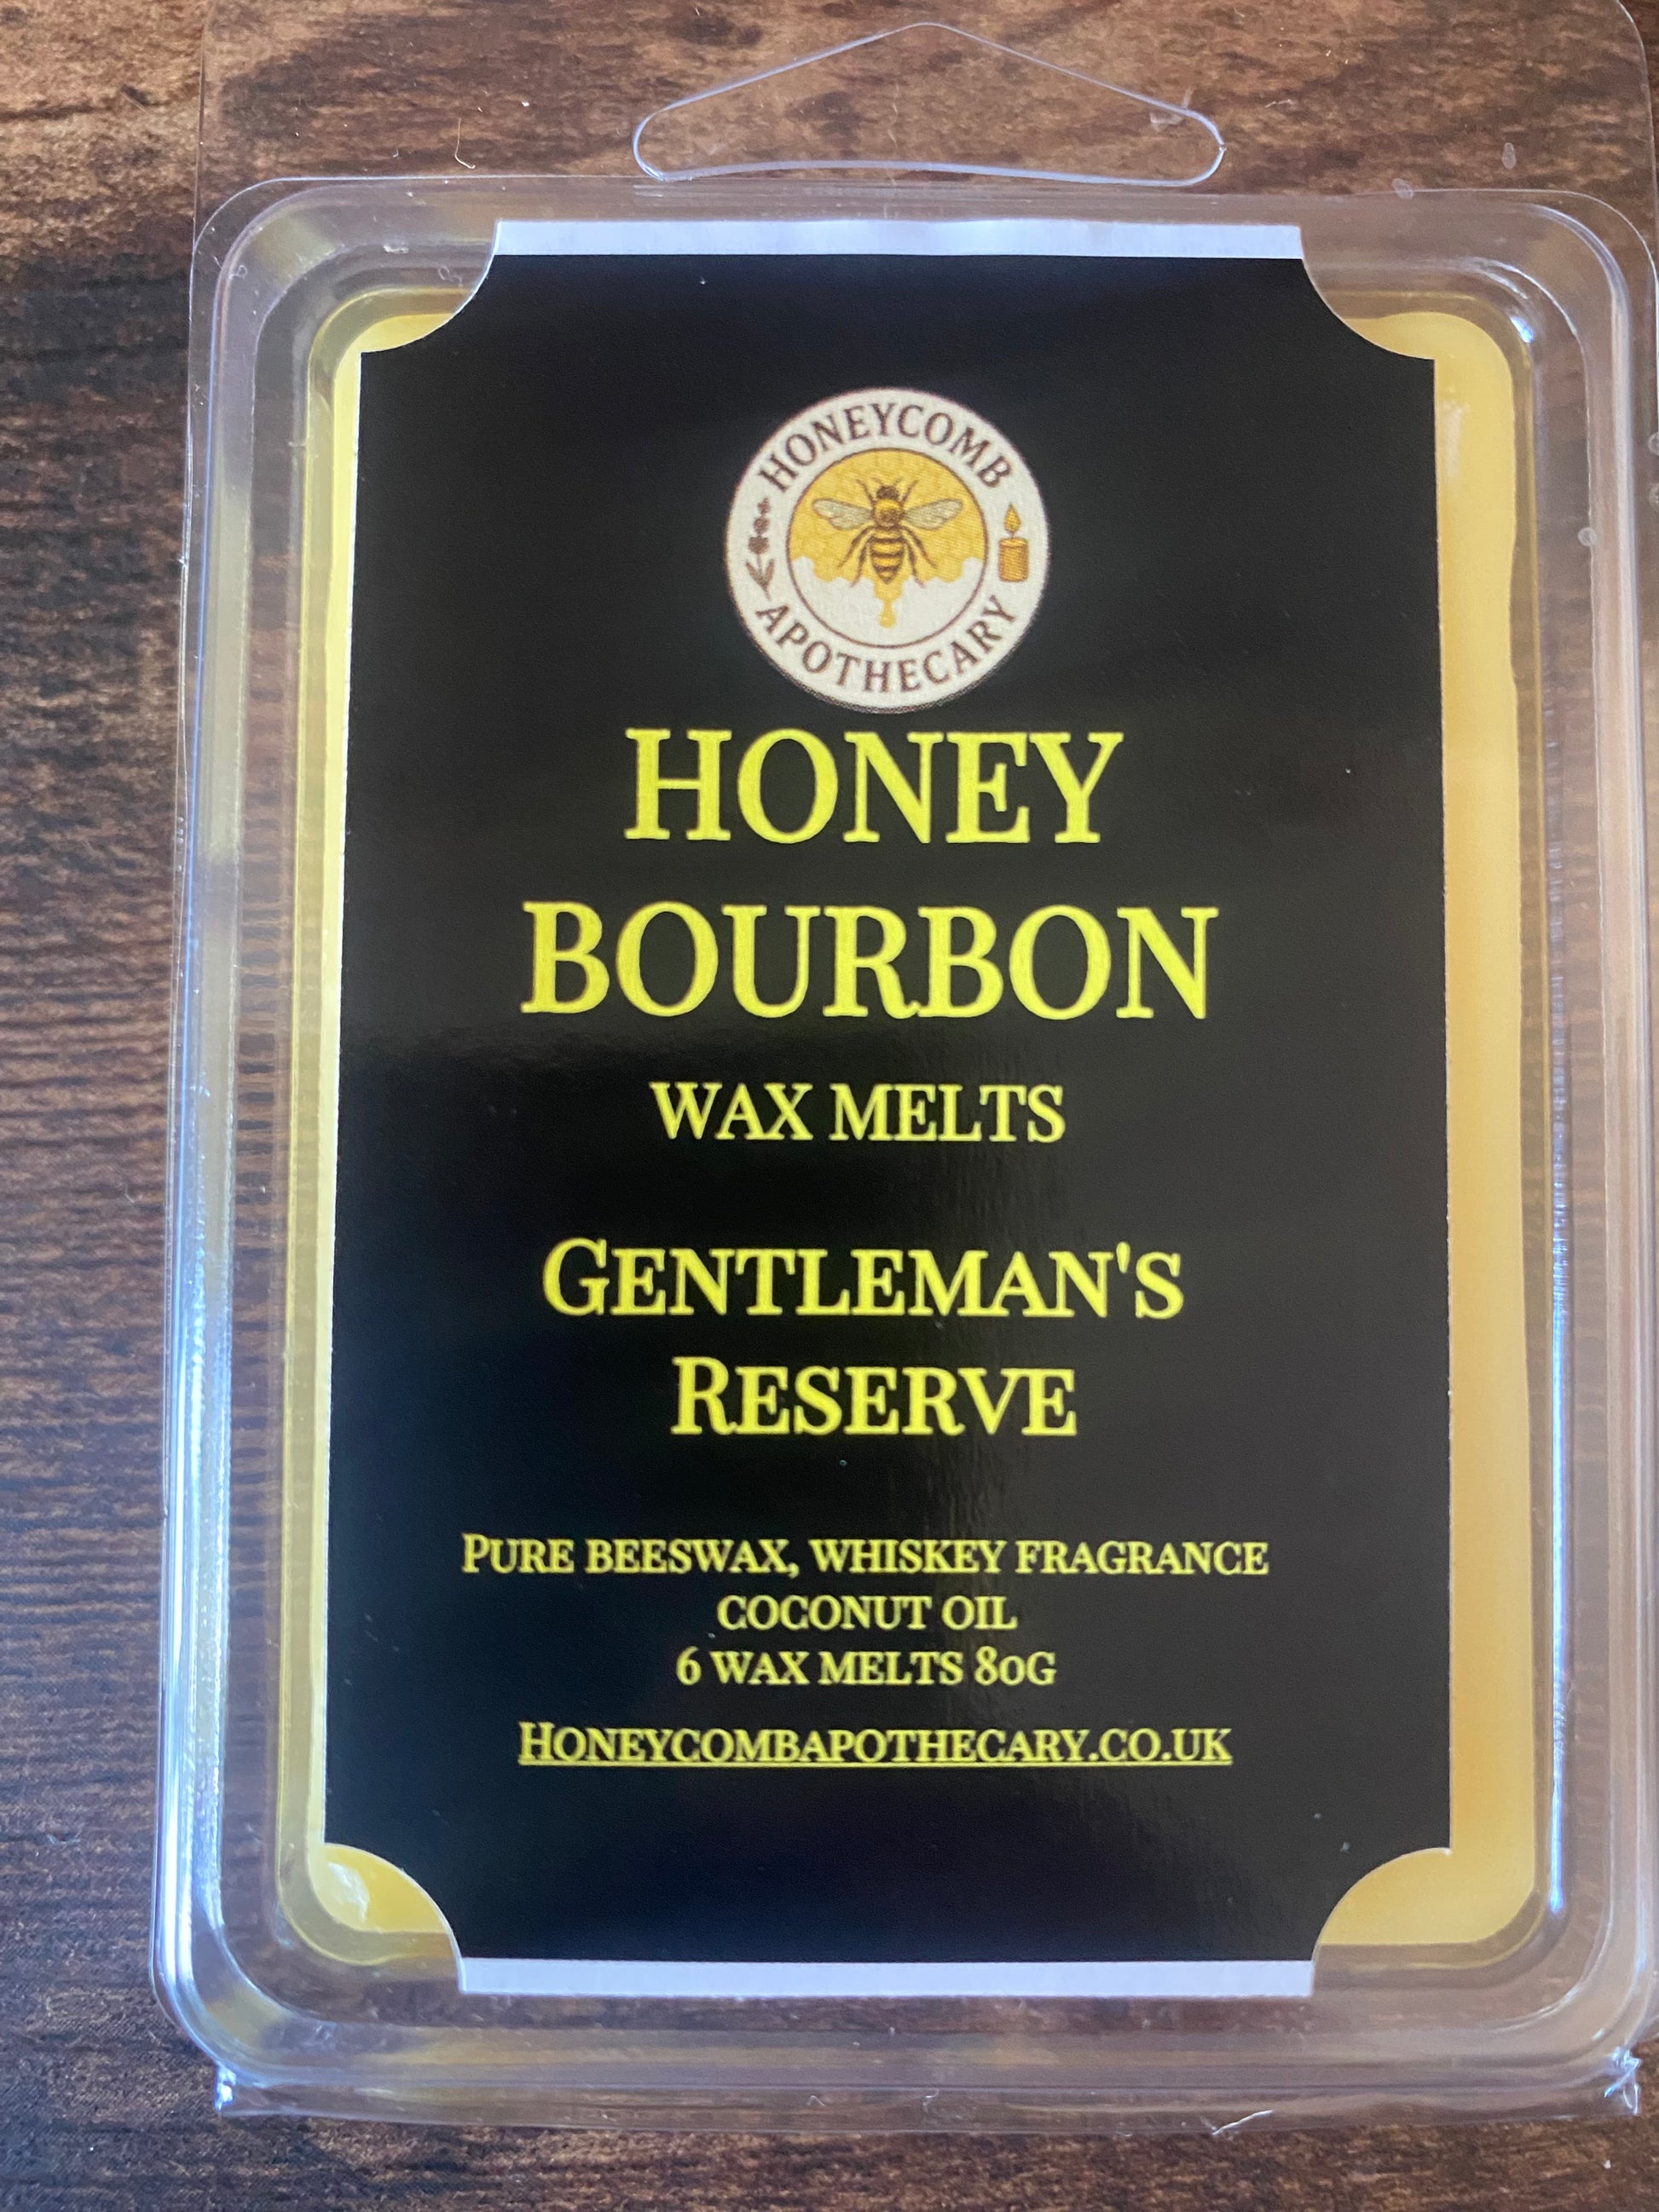 HONEYCOMB
APOTHECARY
HONEY
BOURBON
WAX MELTS
GENTLEMAN'S
RESERVE
PURE BEESWAX, WHISKEY FRAGRANCE
COCONUT OIL
6 WAX MELTS 80G
HONEYCOMBAPOTHECARY.CO.UK